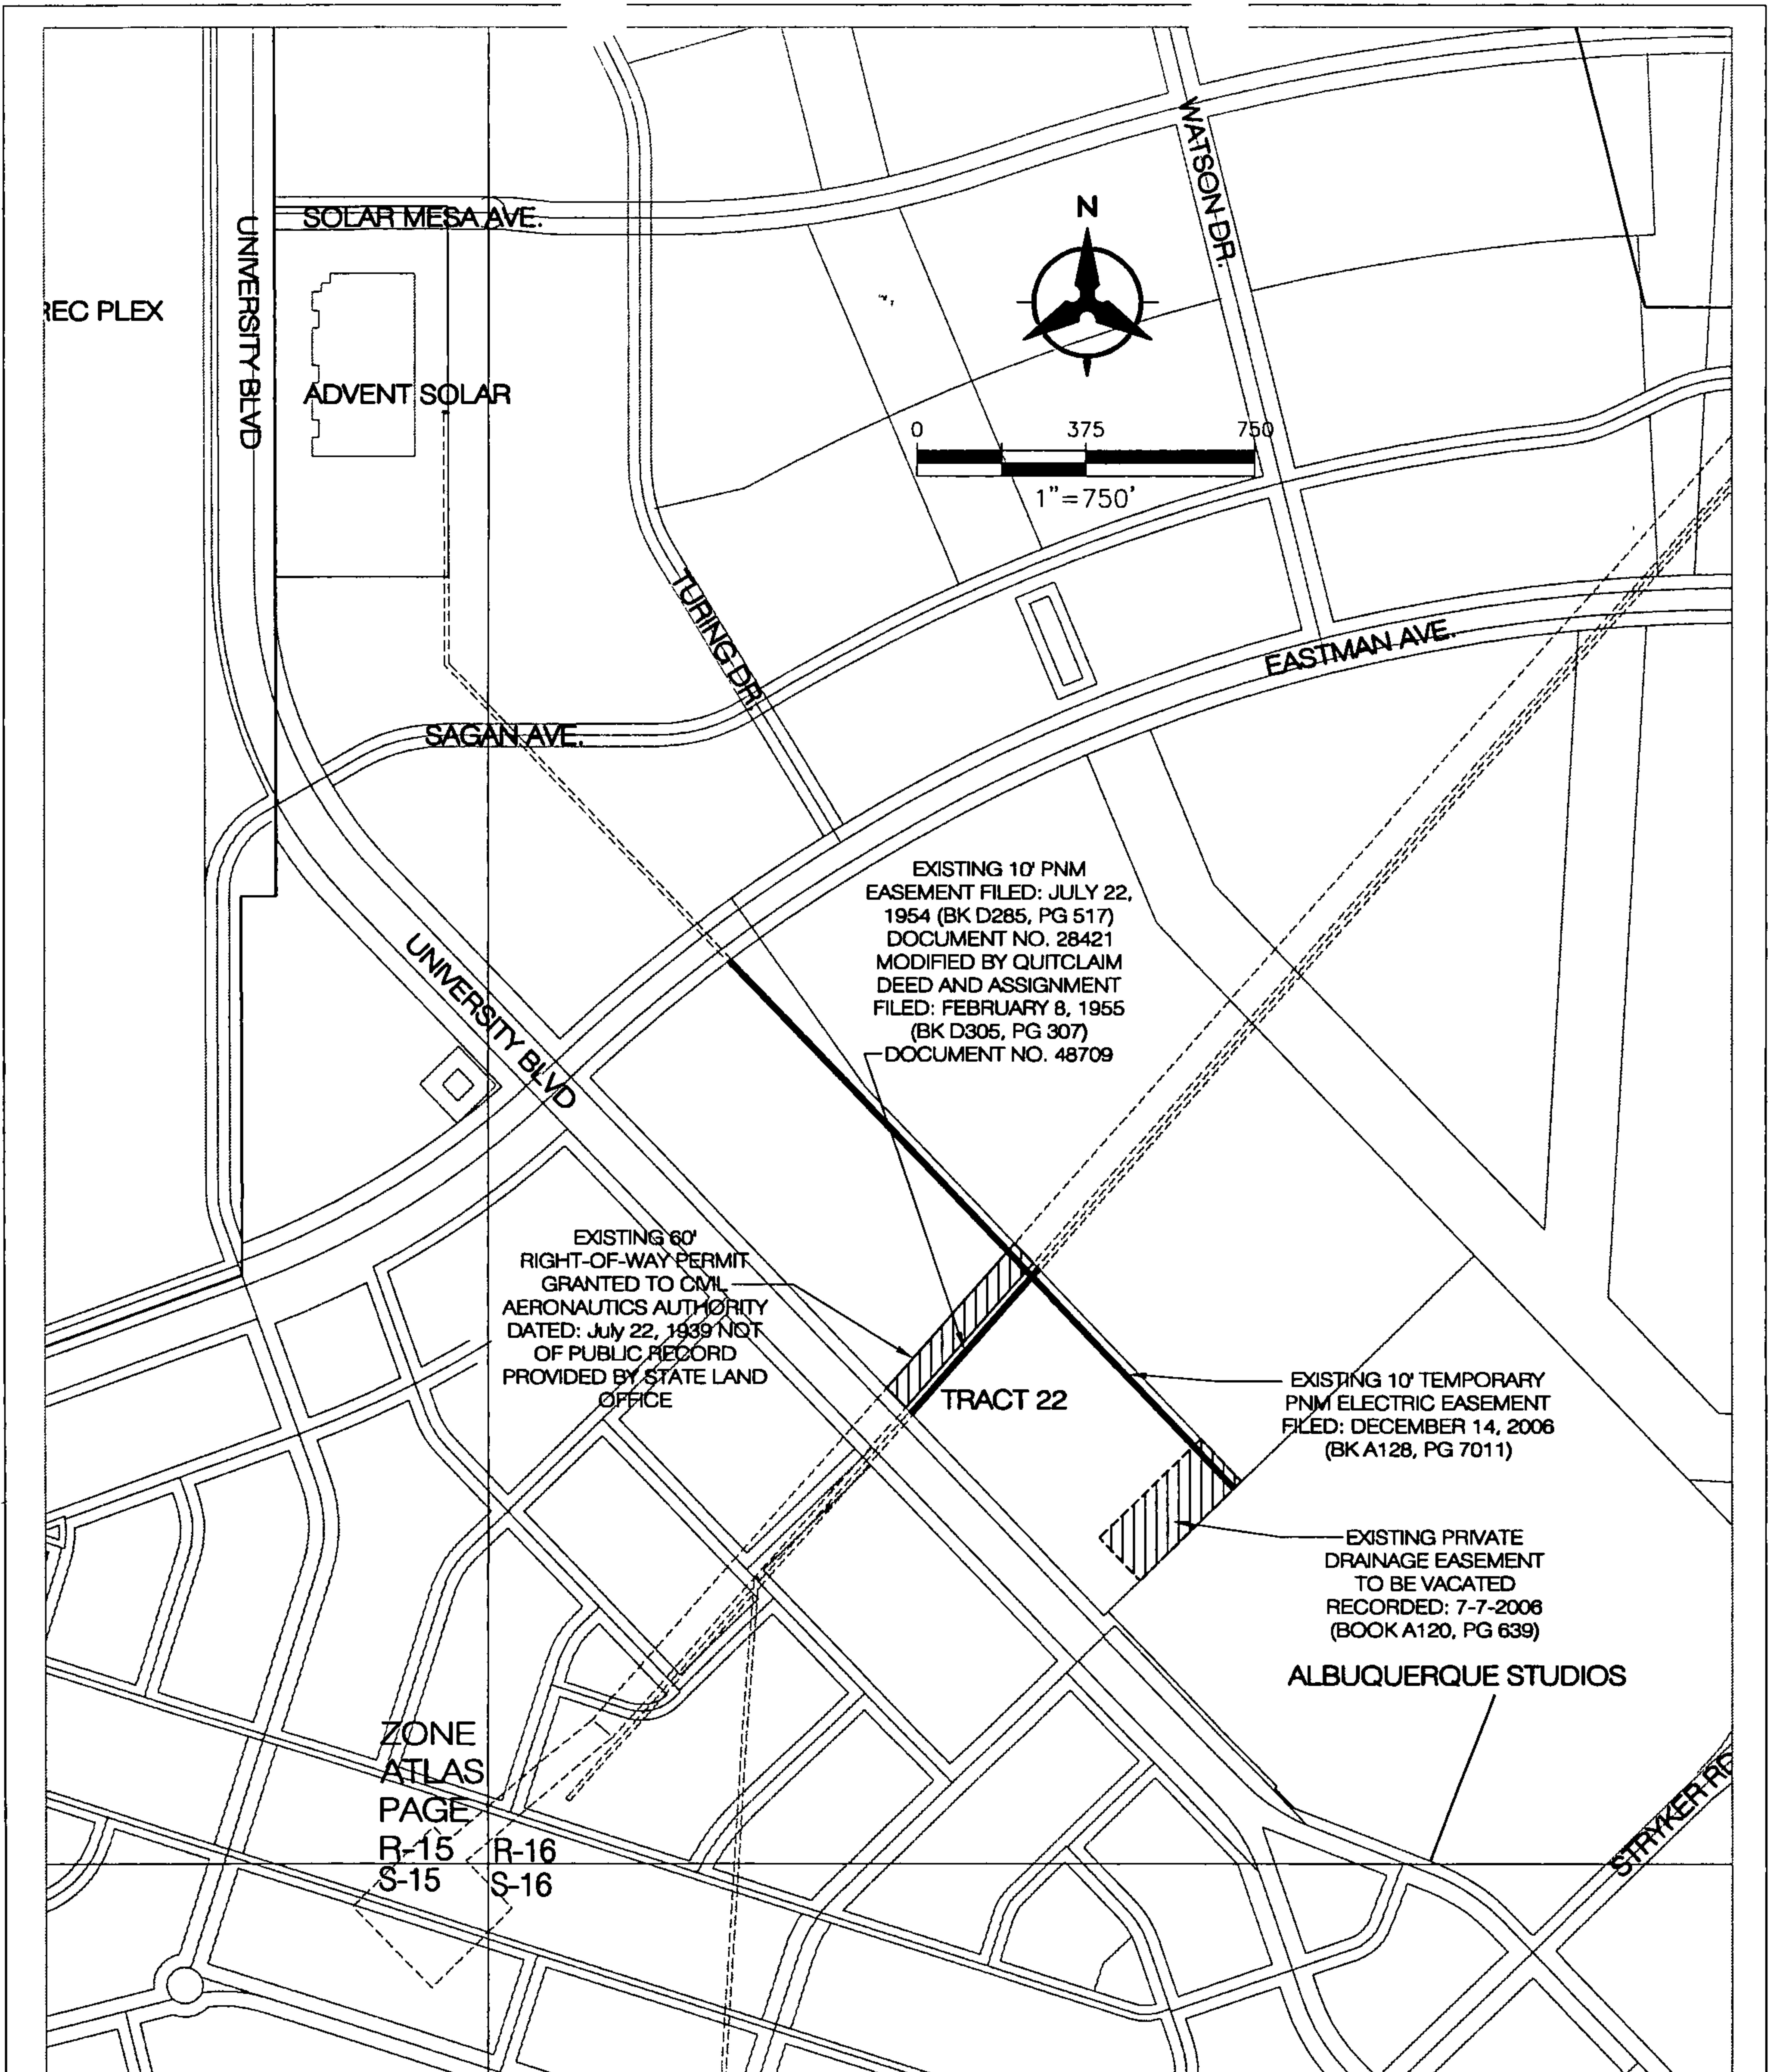 WATSON DR.
N
SOLAR MESA AVE.
UNIVERSITY BLVD
REC PLEX
ADVENT SOLAR
0 375 750
1"=750'
TURING DR.
EASTMAN AVE.
SAGAN AVE.
EXISTING 10' PNM
EASEMENT FILED: JULY 22,
1954 (BK D285, PG 517)
DOCUMENT NO. 28421
MODIFIED BY QUITCLAIM
DEED AND ASSIGNMENT
FILED: FEBRUARY 8, 1955
(BK D305, PG 307)
DOCUMENT NO. 48709
UNIVERSITY BLVD
EXISTING 60'
RIGHT-OF-WAY PERMIT
GRANTED TO CIVIL
AERONAUTICS AUTHORITY
DATED: July 22, 1939 NOT
OF PUBLIC RECORD
PROVIDED BY STATE LAND
OFFICE
TRACT 22
EXISTING 10' TEMPORARY
PNM ELECTRIC EASEMENT
FILED: DECEMBER 14, 2006
(BK A128, PG 7011)
EXISTING PRIVATE
DRAINAGE EASEMENT
TO BE VACATED
RECORDED: 7-7-2006
(BOOK A120, PG 639)
ALBUQUERQUE STUDIOS
ZONE
ATLAS
PAGE
R-15 R-16
S-15 S-16
STRYKER RD